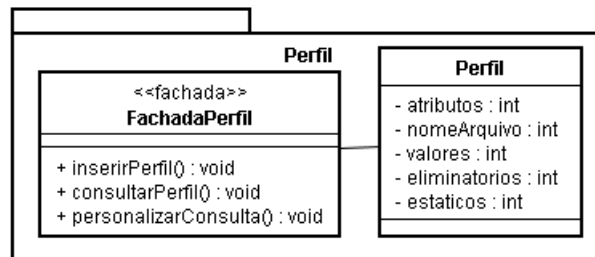 Perfil
<<fachada>>
FachadaPerfil
+ inserirPerfil() : void
+ consultarPerfil() : void
+ personalizarConsulta() : void
Perfil
- atributos : int
- nomeArquivo : int
- valores : int
- eliminatorios : int
- estaticos : int